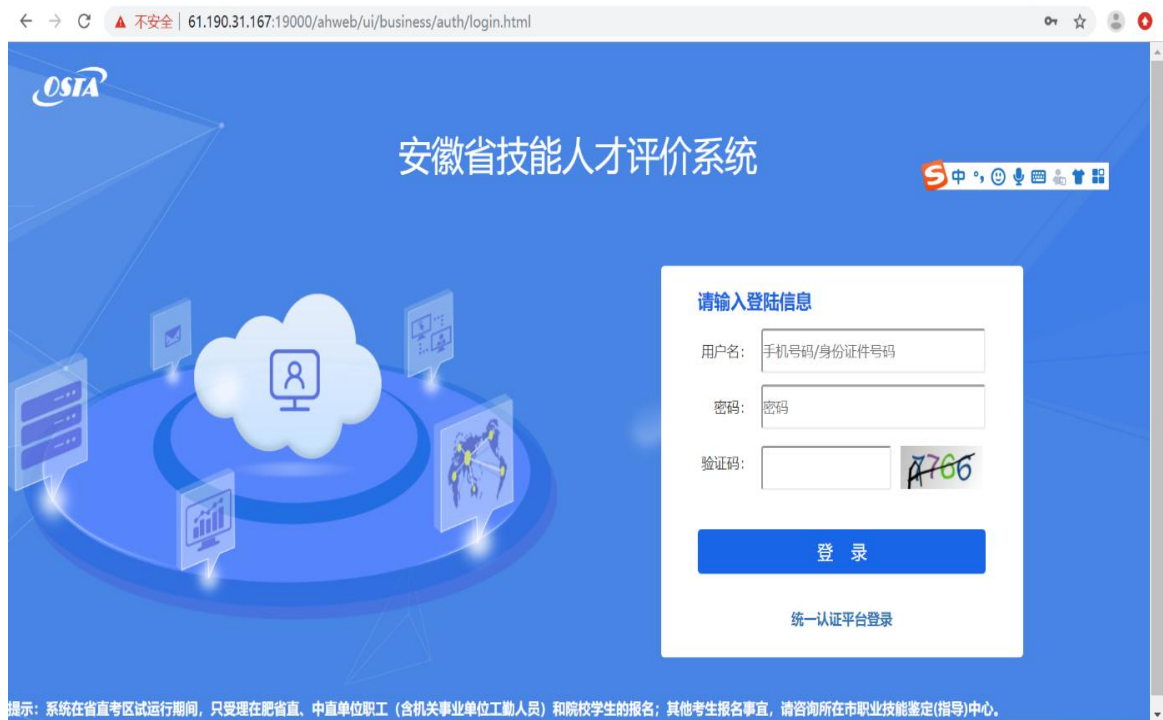 不安全 61.190.31.167:19000/ahweb/ui/business/auth/login.html
OSTA
安徽省技能人才评价系统
中
请输入登陆信息
用户名： 手机号码/身份证件号码
密码： 密码
验证码： A766
登 录
统一认证平台登录
提示：系统在省直考区试运行期间，只受理在肥省直、中直单位职工（含机关事业单位工勤人员）和院校学生的报名；其他考生报名事宜，请咨询所在市职业技能鉴定(指导)中心。